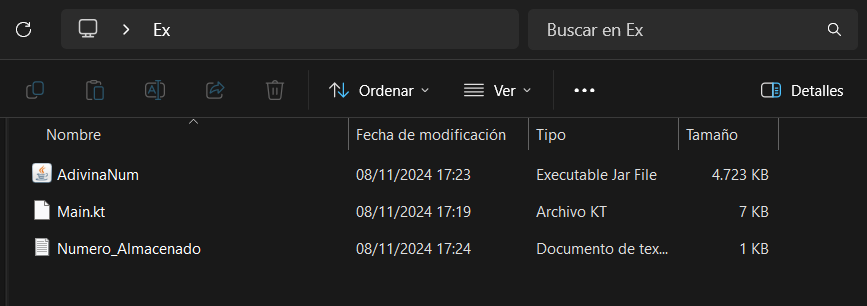 Ex Buscar en Ex
Ordenar Ver ••• Detalles
Nombre Fecha de modificación Tipo Tamaño
AdivinaNum 08/11/2024 17:23 Executable Jar File 4.723 KB
Main.kt 08/11/2024 17:19 Archivo KT 7 KB
Numero_Almacenado 08/11/2024 17:24 Documento de tex... 1 KB